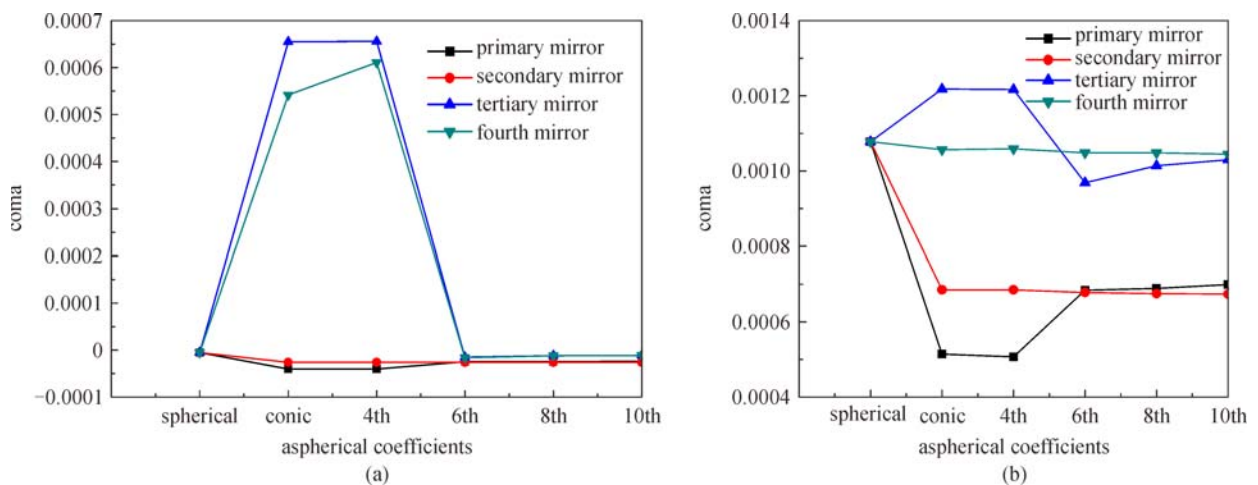 0.0007
0.0006
0.0005
0.0004
0.0003
0.0002
0.0001
0
−0.0001
coma
primary mirror
secondary mirror
tertiary mirror
fourth mirror
spherical conic 4th 6th 8th 10th
aspherical coefficients
(a)
0.0014
0.0012
0.0010
0.0008
0.0006
0.0004
coma
primary mirror
secondary mirror
tertiary mirror
fourth mirror
spherical conic 4th 6th 8th 10th
aspherical coefficients
(b)